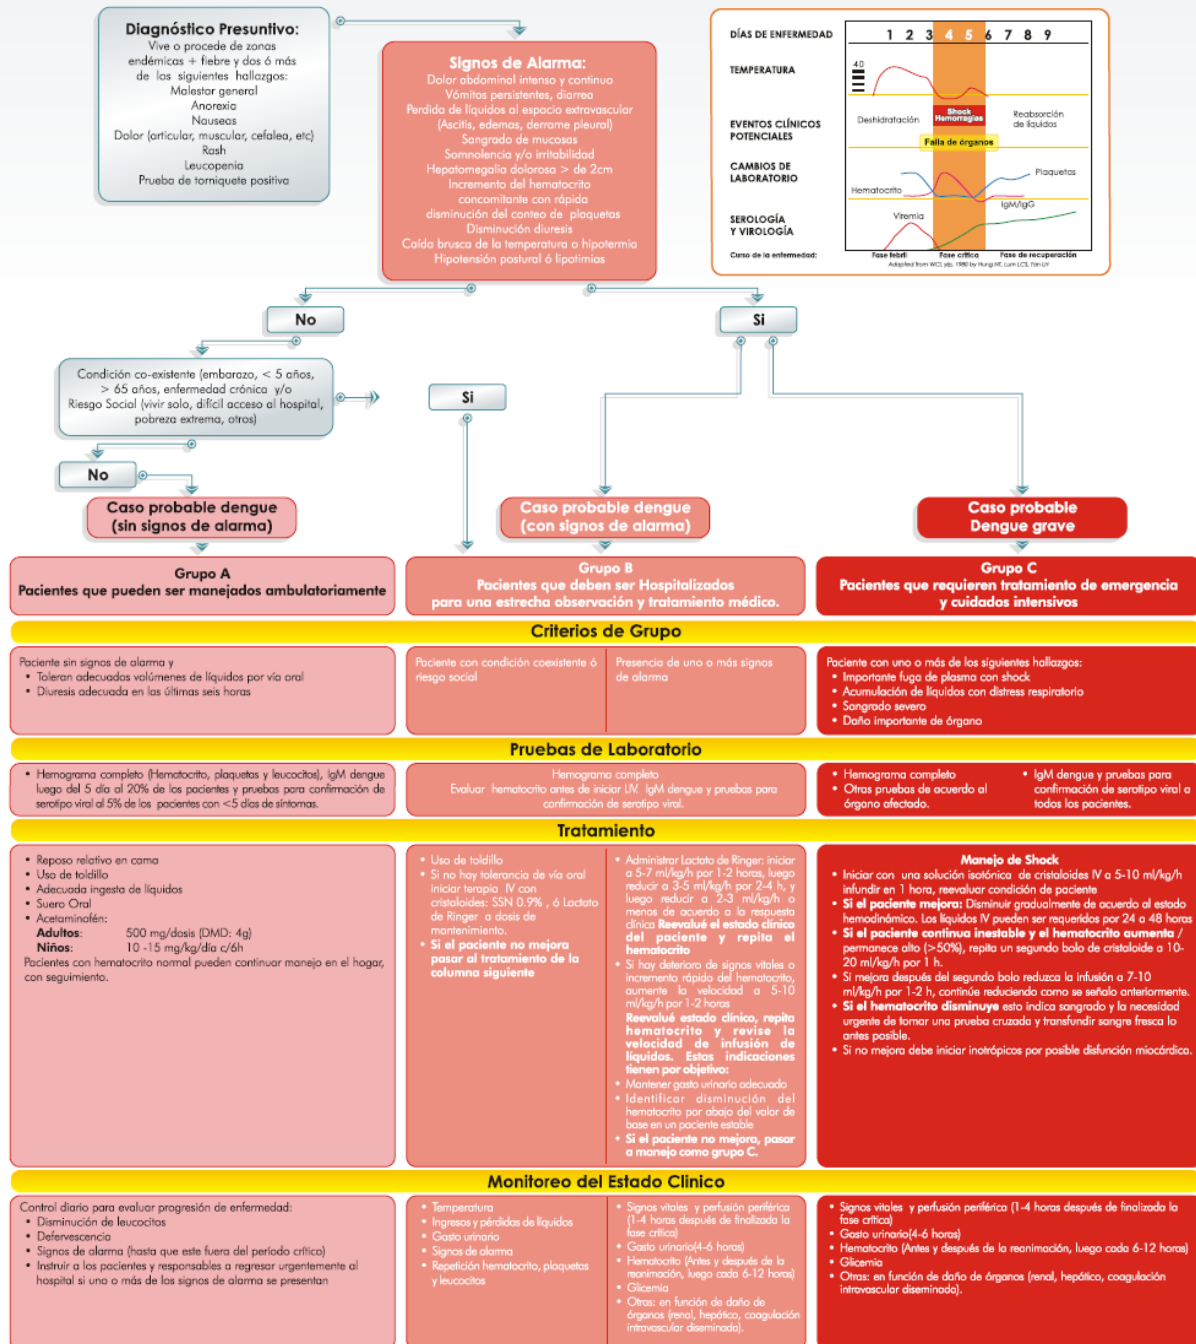 Diagnóstico Presuntivo:
Vive o procede de zonas
endémicas + fiebre y dos ó más
de los siguientes hallazgos:
Malestar general
Anorexia
Nauseas
Dolor (articular, muscular, cefalea, etc)
Rash
Leucopenia
Prueba de torniquete positiva
Signos de Alarma:
Dolor abdominal intenso y continuo
Vómitos persistentes, diarrea
Perdida de líquidos al espacio extravascular
(Ascitis, edemas, derrame pleural)
Sangrado de mucosas
Somnolencia y/o irritabilidad
Hepatomegalia dolorosa > de 2cm
Incremento del hematocrito
concomitante con rápida
disminución del conteo de plaquetas
Disminución diuresis
Caída brusca de la temperatura o hipotermia
Hipotensión postural ó lipotimias
DÍAS DE ENFERMEDAD
1 2 3 4 5 6 7 8 9
TEMPERATURA
40
EVENTOS CLÍNICOS
POTENCIALES
Deshidratación
Shock
Hemorragias
Reabsorción
de líquidos
Falla de órganos
CAMBIOS DE
LABORATORIO
Plaquetas
Hematocrito
IgM/IgG
SEROLOGÍA
Y VIROLOGÍA
Viremia
Curso de la enfermedad:
Fase febril Fase crítica Fase de recuperación
Adapted from WCL yip, 1980 by Hung NT, Lum LCS, Tan LH
No
Si
Condición co-existente (embarazo, < 5 años,
> 65 años, enfermedad crónica y/o
Riesgo Social (vivir solo, difícil acceso al hospital,
pobreza extrema, otros)
Si
No
Caso probable dengue
(sin signos de alarma)
Caso probable dengue
(con signos de alarma)
Caso probable
Dengue grave
Grupo A
Pacientes que pueden ser manejados ambulatoriamente
Grupo B
Pacientes que deben ser Hospitalizados
para una estrecha observación y tratamiento médico.
Grupo C
Pacientes que requieren tratamiento de emergencia
y cuidados intensivos
Criterios de Grupo
Paciente sin signos de alarma y
• Toleran adecuados volúmenes de líquidos por vía oral
• Diuresis adecuada en las últimas seis horas
Paciente con condición coexistente ó
riesgo social
Presencia de uno o más signos
de alarma
Paciente con uno o más de los siguientes hallazgos:
• Importante fuga de plasma con shock
• Acumulación de líquidos con distress respiratorio
• Sangrado severo
• Daño importante de órgano
Pruebas de Laboratorio
• Hemograma completo (Hematocrito, plaquetas y leucocitos), IgM dengue
luego del 5 día al 20% de los pacientes y pruebas para confirmación de
serotipo viral al 5% de los pacientes con <5 días de síntomas.
Hemograma completo
Evaluar hematocrito antes de iniciar LIV. IgM dengue y pruebas para
confirmación de serotipo viral.
• Hemograma completo
• Otras pruebas de acuerdo al
órgano afectado.
• IgM dengue y pruebas para
confirmación de serotipo viral a
todos los pacientes.
Tratamiento
• Reposo relativo en cama
• Uso de toldillo
• Adecuada ingesta de líquidos
• Suero Oral
• Acetaminofén:
Adultos: 500 mg/dosis (DMD: 4g)
Niños: 10 -15 mg/kg/día c/6h
Pacientes con hematocrito normal pueden continuar manejo en el hogar,
con seguimiento.
• Uso de toldillo
• Si no hay tolerancia de vía oral
iniciar terapia IV con
cristaloides: SSN 0.9% , ó Lactato
de Ringer a dosis de
mantenimiento.
• Si el paciente no mejora
pasar al tratamiento de la
columna siguiente
• Administrar Lactato de Ringer: iniciar
a 5-7 ml/kg/h por 1-2 horas, luego
reducir a 3-5 ml/kg/h por 2-4 h, y
luego reducir a 2-3 ml/kg/h o
menos de acuerdo a la respuesta
clínica Reevalué el estado clínico
del paciente y repita el
hematocrito
• Si hay deterioro de signos vitales o
incremento rápido del hematocrito,
aumente la velocidad a 5-10
ml/kg/h por 1-2 horas
Reevalué estado clínico, repita
hematocrito y revise la
velocidad de infusión de
líquidos. Estas indicaciones
tienen por objetivo:
• Mantener gasto urinario adecuado
• Identificar disminución del
hematocrito por abajo del valor de
base en un paciente estable
• Si el paciente no mejora, pasar
a manejo como grupo C.
Manejo de Shock
• Iniciar con una solución isotónica de cristaloides IV a 5-10 ml/kg/h
infundir en 1 hora, reevaluar condición de paciente
• Si el paciente mejora: Disminuir gradualmente de acuerdo al estado
hemodinámico. Los líquidos IV pueden ser requeridos por 24 a 48 horas
• Si el paciente continua inestable y el hematocrito aumenta /
permanece alto (>50%), repita un segundo bolo de cristaloide a 10-
20 ml/kg/h por 1 h.
• Si mejora después del segundo bolo reduzca la infusión a 7-10
ml/kg/h por 1-2 h, continúe reduciendo como se señalo anteriormente.
• Si el hematocrito disminuye esto indica sangrado y la necesidad
urgente de tomar una prueba cruzada y transfundir sangre fresca lo
antes posible.
• Si no mejora debe iniciar inotrópicos por posible disfunción miocárdica.
Monitoreo del Estado Clinico
Control diario para evaluar progresión de enfermedad:
• Disminución de leucocitos
• Defervescencia
• Signos de alarma (hasta que este fuera del período crítico)
• Instruir a los pacientes y responsables a regresar urgentemente al
hospital si uno o más de los signos de alarma se presentan
• Temperatura
• Ingresos y pérdidas de líquidos
• Gasto urinario
• Signos de alarma
• Repetición hematocrito, plaquetas
y leucocitos
• Signos vitales y perfusión periférica
(1-4 horas después de finalizada la
fase crítica)
• Gasto urinario(4-6 horas)
• Hematocrito (Antes y después de la
reanimación, luego cada 6-12 horas)
• Glicemia
• Otras: en función de daño de
órganos (renal, hepático, coagulación
intravascular diseminada).
• Signos vitales y perfusión periférica (1-4 horas después de finalizada la
fase crítica)
• Gasto urinario(4-6 horas)
• Hematocrito (Antes y después de la reanimación, luego cada 6-12 horas)
• Glicemia
• Otras: en función de daño de órganos (renal, hepático, coagulación
intravascular diseminada).